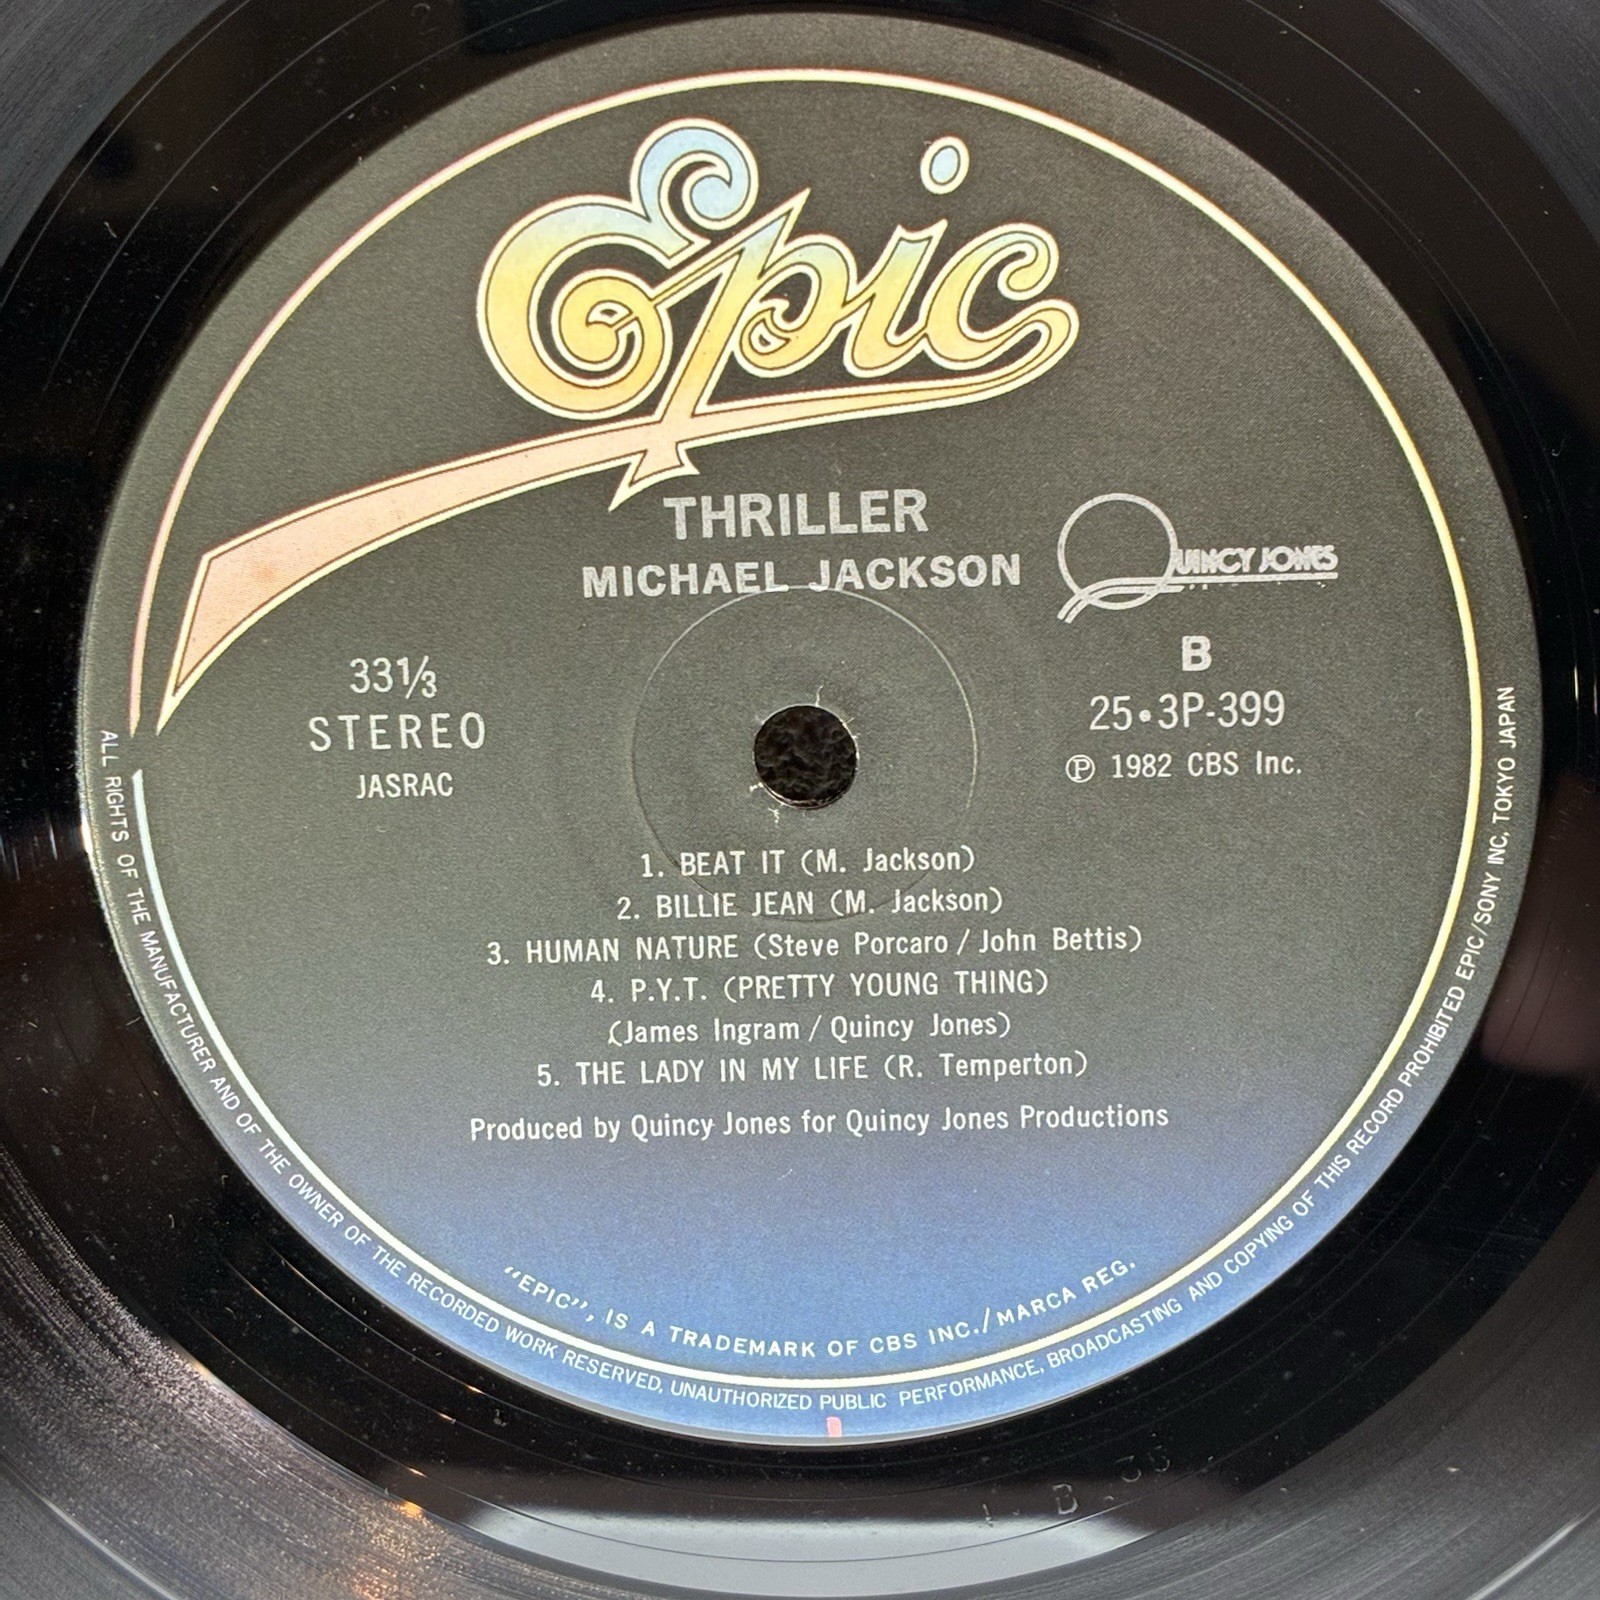 Epic
THRILLER
MICHAEL JACKSON
QUINCY JONES
33⅓
STEREO
JASRAC
B
25•3P-399
Ⓟ 1982 CBS Inc.
1. BEAT IT (M. Jackson)
2. BILLIE JEAN (M. Jackson)
3. HUMAN NATURE (Steve Porcaro / John Bettis)
4. P.Y.T. (PRETTY YOUNG THING)
(James Ingram / Quincy Jones)
5. THE LADY IN MY LIFE (R. Temperton)
Produced by Quincy Jones for Quincy Jones Productions
"EPIC", IS A TRADEMARK OF CBS INC./MARCA REG.
ALL RIGHTS OF THE MANUFACTURER AND OF THE OWNER OF THE RECORDED WORK RESERVED, UNAUTHORIZED PUBLIC PERFORMANCE, BROADCASTING AND COPYING OF THIS RECORD PROHIBITED EPIC/SONY INC, TOKYO JAPAN